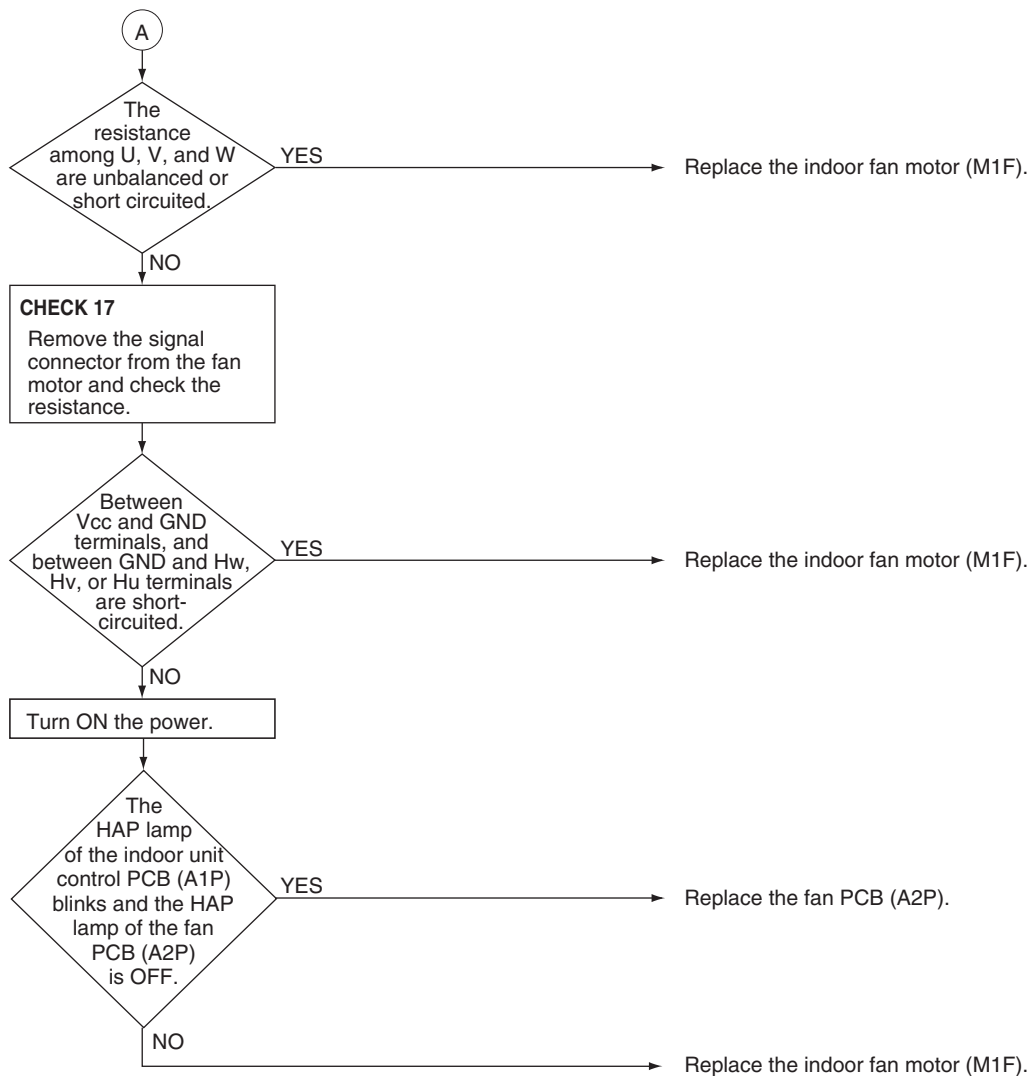 A
The
resistance
among U, V, and W
are unbalanced or
short circuited.
YES
Replace the indoor fan motor (M1F).
NO
CHECK 17
Remove the signal
connector from the fan
motor and check the
resistance.
Between
Vcc and GND
terminals, and
between GND and Hw,
Hv, or Hu terminals
are short-
circuited.
YES
Replace the indoor fan motor (M1F).
NO
Turn ON the power.
The
HAP lamp
of the indoor unit
control PCB (A1P)
blinks and the HAP
lamp of the fan
PCB (A2P)
is OFF.
YES
Replace the fan PCB (A2P).
NO
Replace the indoor fan motor (M1F).